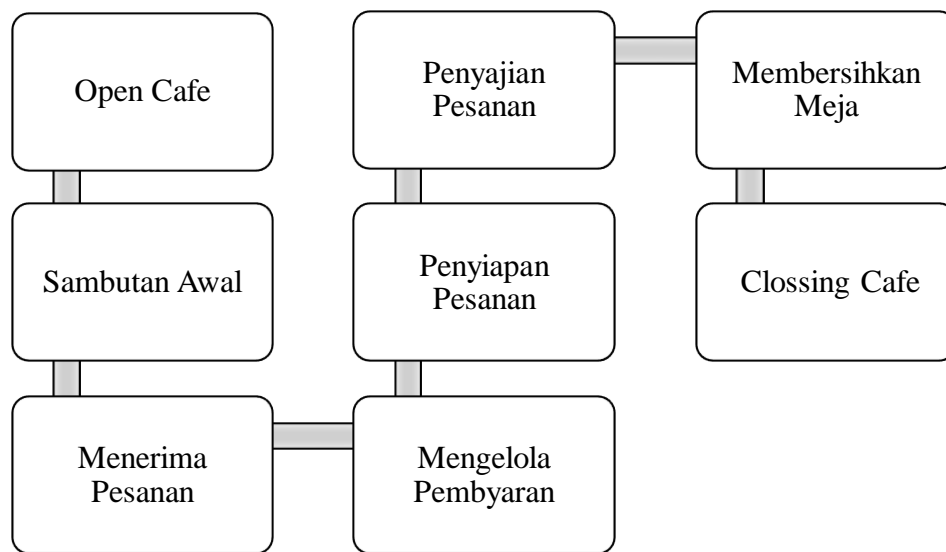 Open Cafe
Sambutan Awal
Menerima
Pesanan
Mengelola
Pembyaran
Penyiapan
Pesanan
Penyajian
Pesanan
Membersihkan
Meja
Clossing Cafe